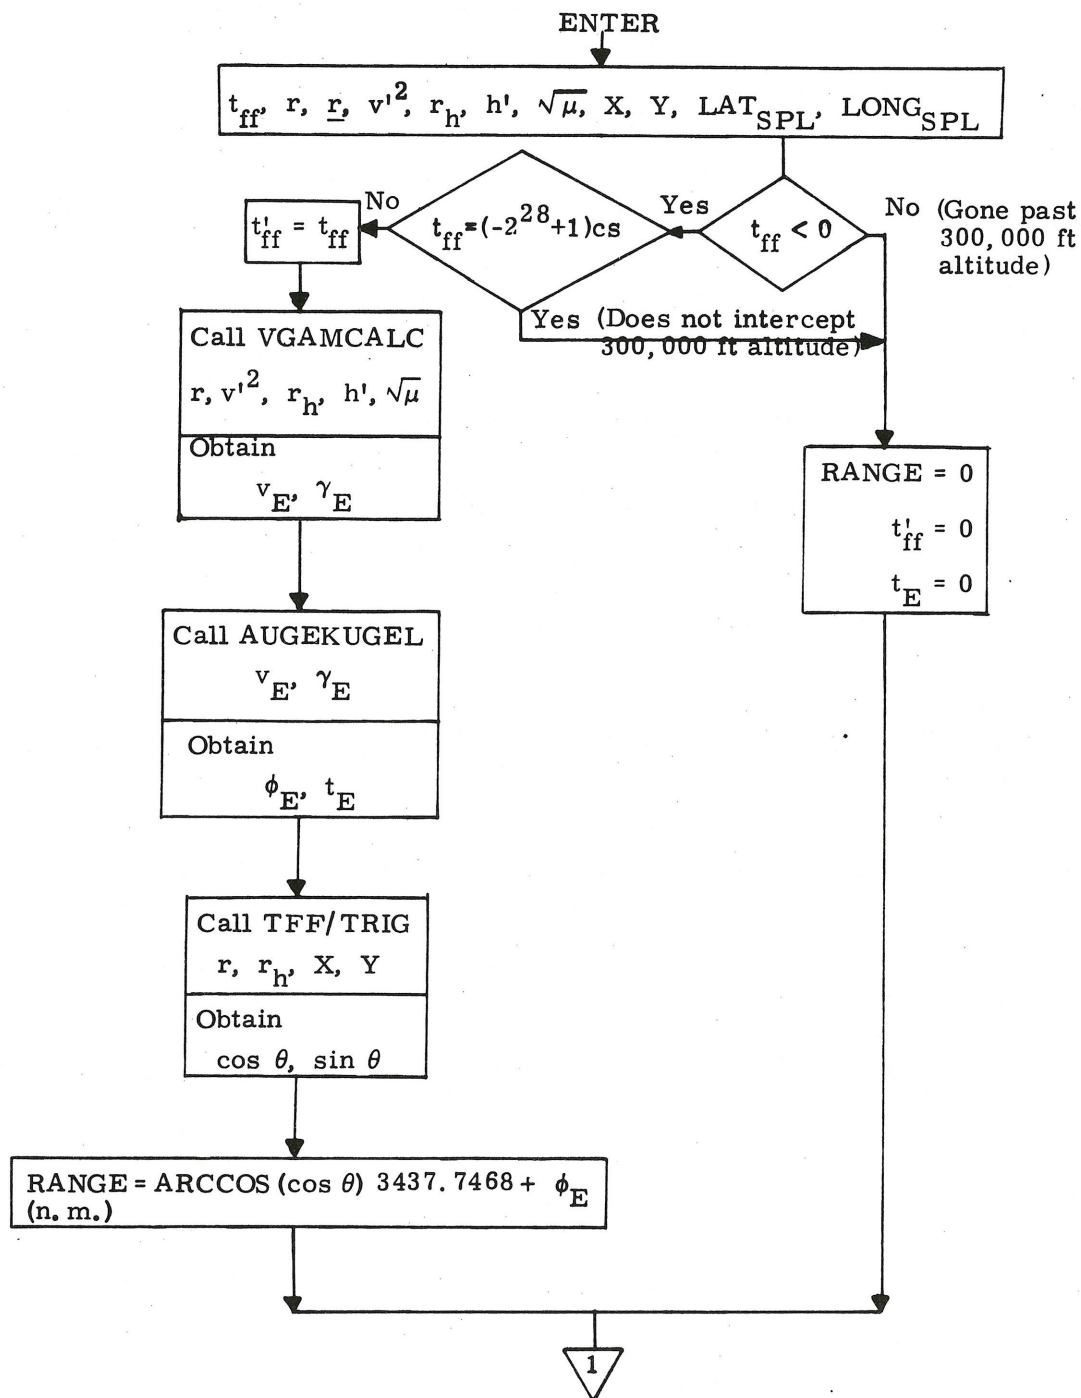 ENTER
t_ff, r, r, v'², r_h, h', √μ, X, Y, LAT_SPL, LONG_SPL
t_ff < 0
Yes
No (Gone past
300,000 ft
altitude)
t_ff=(-2²⁸+1)cs
No
Yes (Does not intercept
300,000 ft altitude)
t'_ff = t_ff
Call VGAMCALC
r, v'², r_h, h', √μ
Obtain
v_E, γ_E
RANGE = 0
t'_ff = 0
t_E = 0
Call AUGEKUGEL
v_E, γ_E
Obtain
ϕ_E, t_E
Call TFF/TRIG
r, r_h, X, Y
Obtain
cos θ, sin θ
RANGE = ARCCOS (cos θ) 3437.7468 + ϕ_E
(n.m.)
1